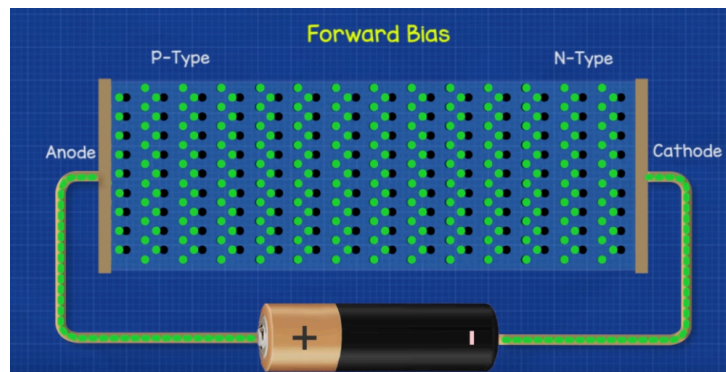 Forward Bias
P-Type
N-Type
Anode
Cathode
+
-